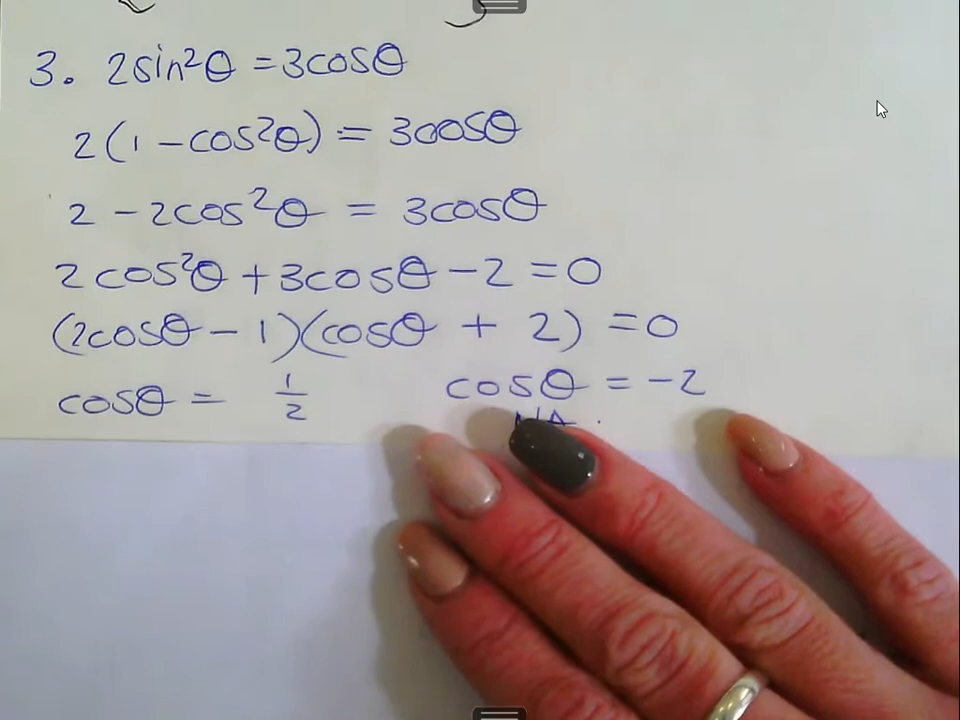 3. 2sin²θ = 3cosθ
2(1 - cos²θ) = 3cosθ
2 - 2cos²θ = 3cosθ
2cos²θ + 3cosθ - 2 = 0
(2cosθ - 1)(cosθ + 2) = 0
cosθ = 1/2 cosθ = -2